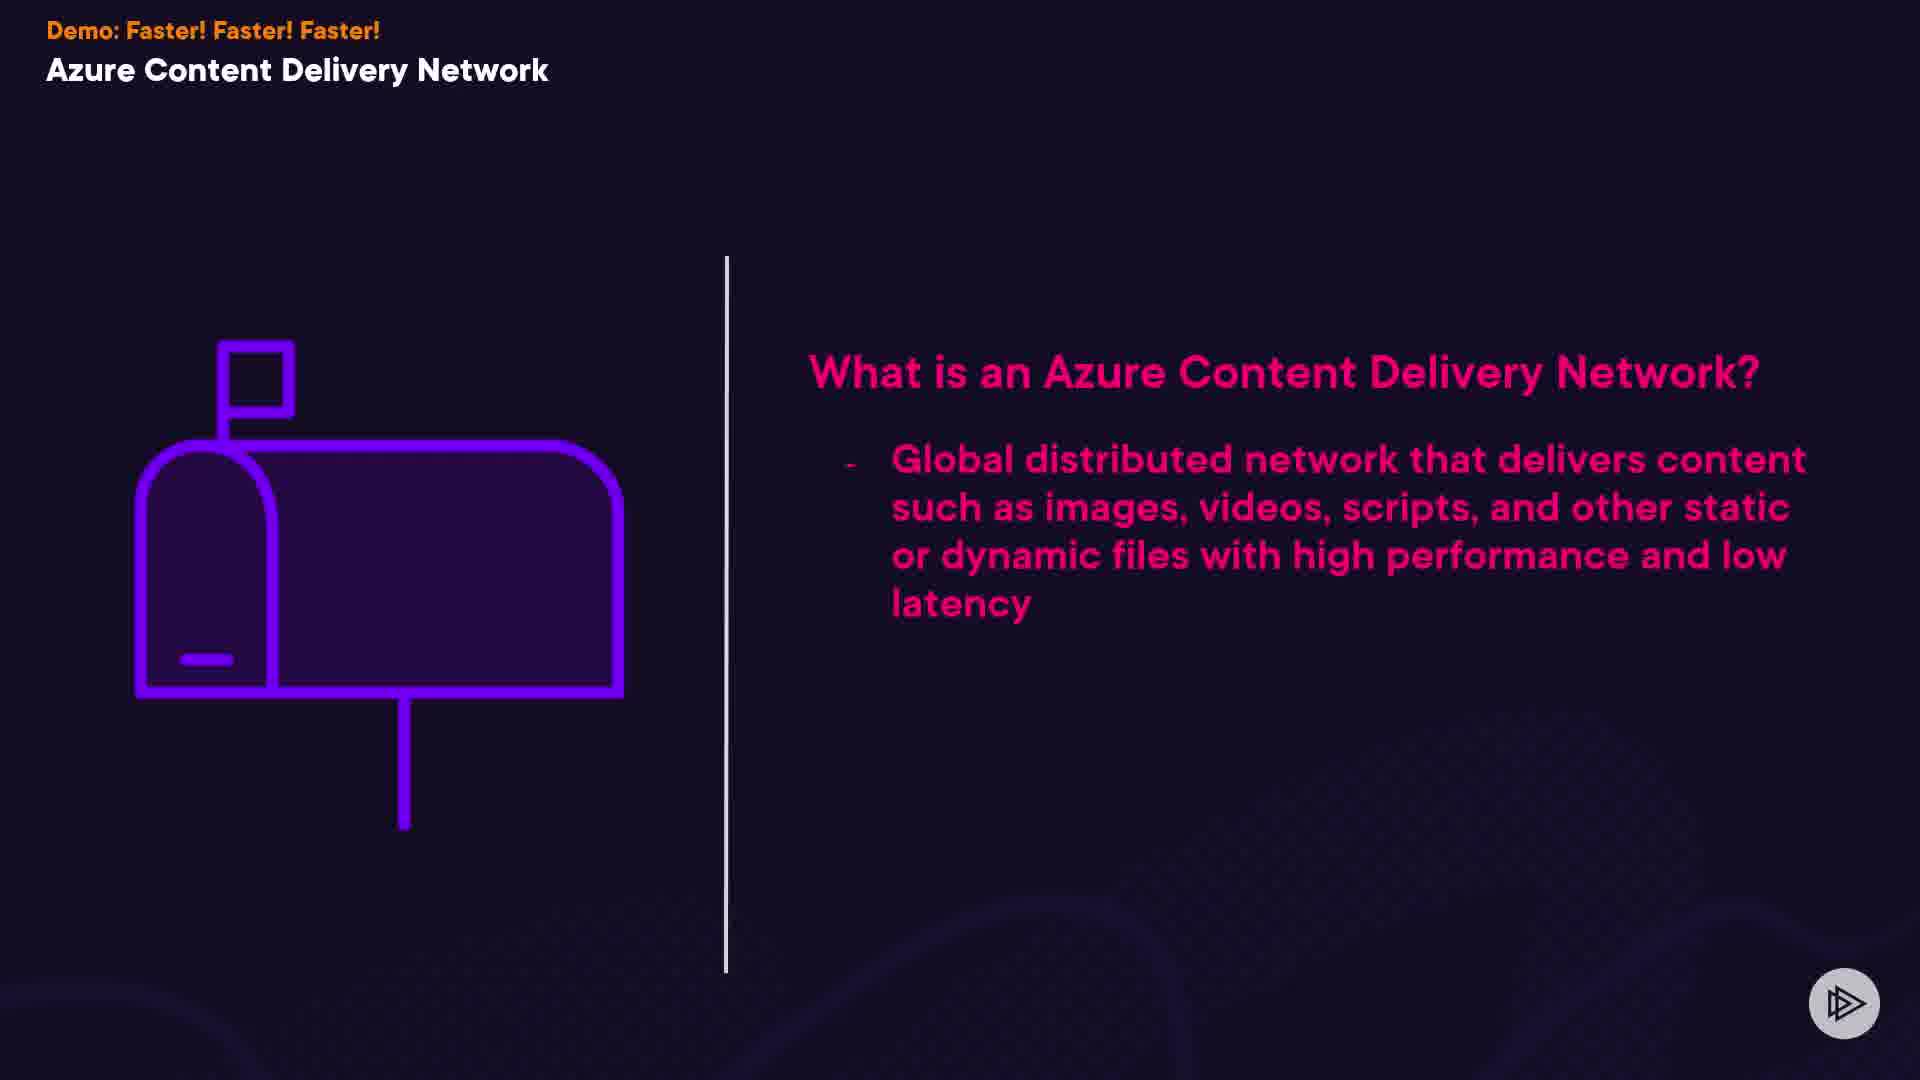 Demo: Faster! Faster! Faster!
Azure Content Delivery Network
What is an Azure Content Delivery Network?
- Global distributed network that delivers content
such as images, videos, scripts, and other static
or dynamic files with high performance and low
latency